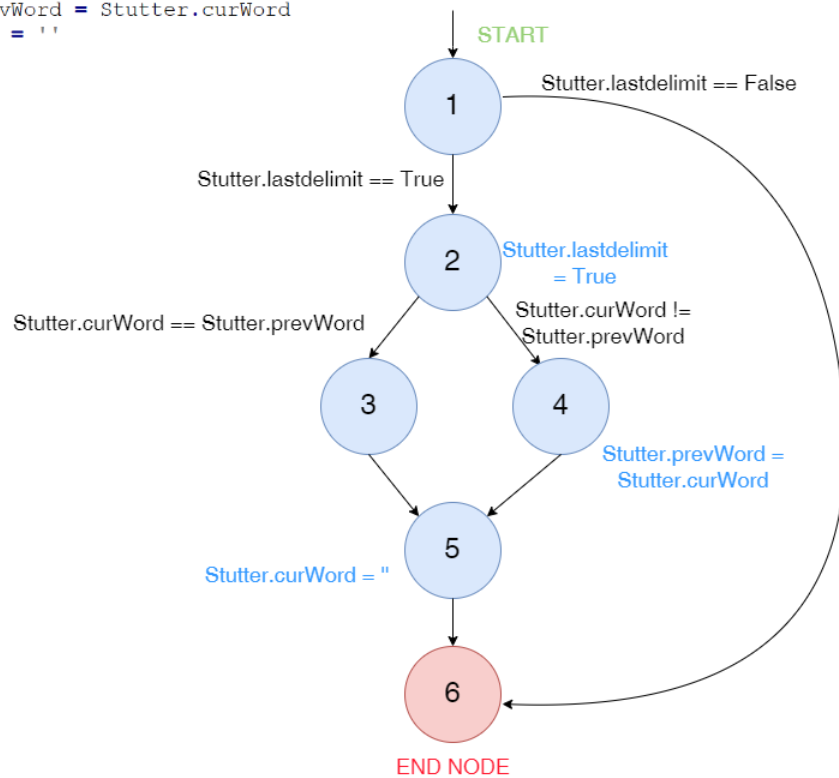 vWord = Stutter.curWord
= ''
START
Stutter.lastdelimit == False
1
Stutter.lastdelimit == True
2
Stutter.lastdelimit
= True
Stutter.curWord == Stutter.prevWord
Stutter.curWord !=
Stutter.prevWord
3
4
Stutter.prevWord =
Stutter.curWord
5
Stutter.curWord = "
6
END NODE